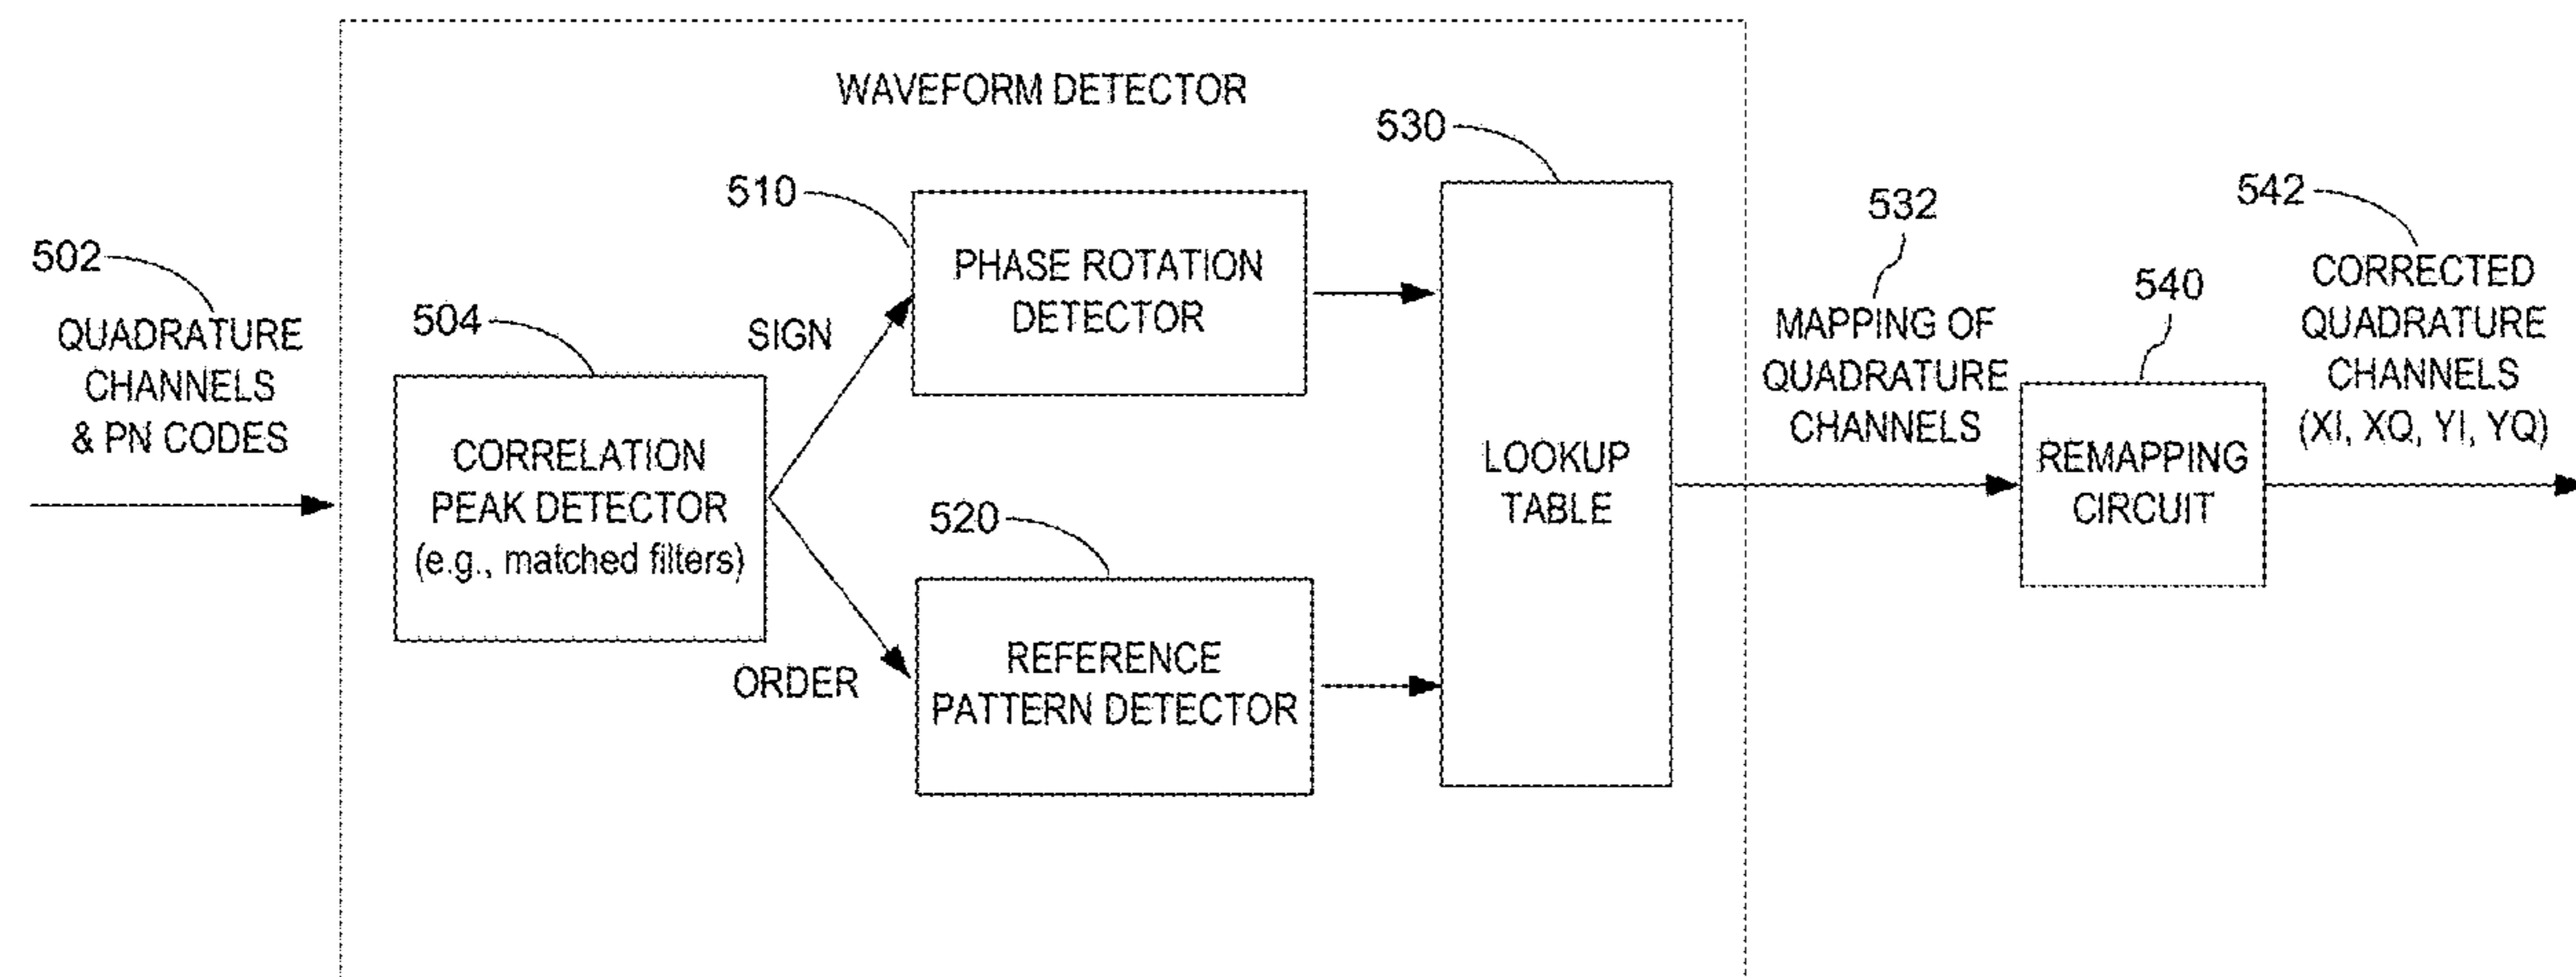 WAVEFORM DETECTOR
502
QUADRATURE
CHANNELS
& PN CODES
504
CORRELATION
PEAK DETECTOR
(e.g., matched filters)
SIGN
ORDER
510
PHASE ROTATION
DETECTOR
520
REFERENCE
PATTERN DETECTOR
530
LOOKUP
TABLE
532
MAPPING OF
QUADRATURE
CHANNELS
540
REMAPPING
CIRCUIT
542
CORRECTED
QUADRATURE
CHANNELS
(XI, XQ, YI, YQ)